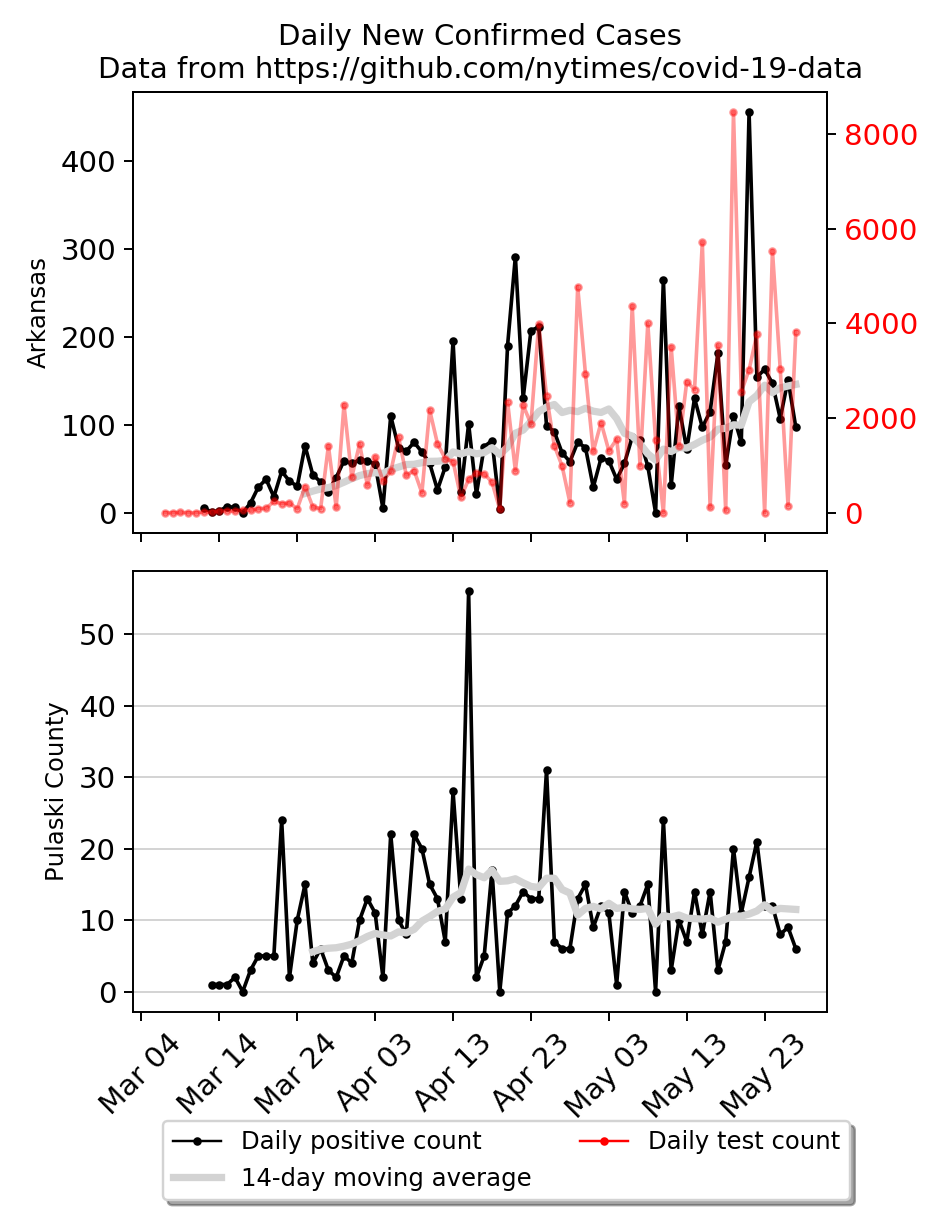 Daily New Confirmed Cases
Data from https://github.com/nytimes/covid-19-data
Arkansas
400
300
200
100
0
8000
6000
4000
2000
0
Pulaski County
50
40
30
20
10
0
Mar 04
Mar 14
Mar 24
Apr 03
Apr 13
Apr 23
May 03
May 13
May 23
Daily positive count
14-day moving average
Daily test count